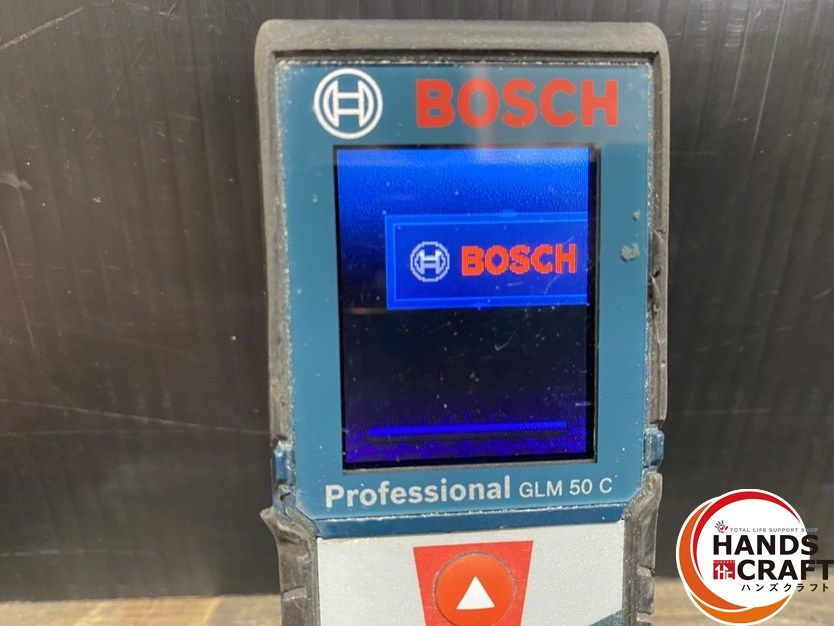 BOSCH
BOSCH
Professional GLM 50 C
TOTAL LIFE SUPPORT SHOP
HANDS
CRAFT
ハンズクラフト